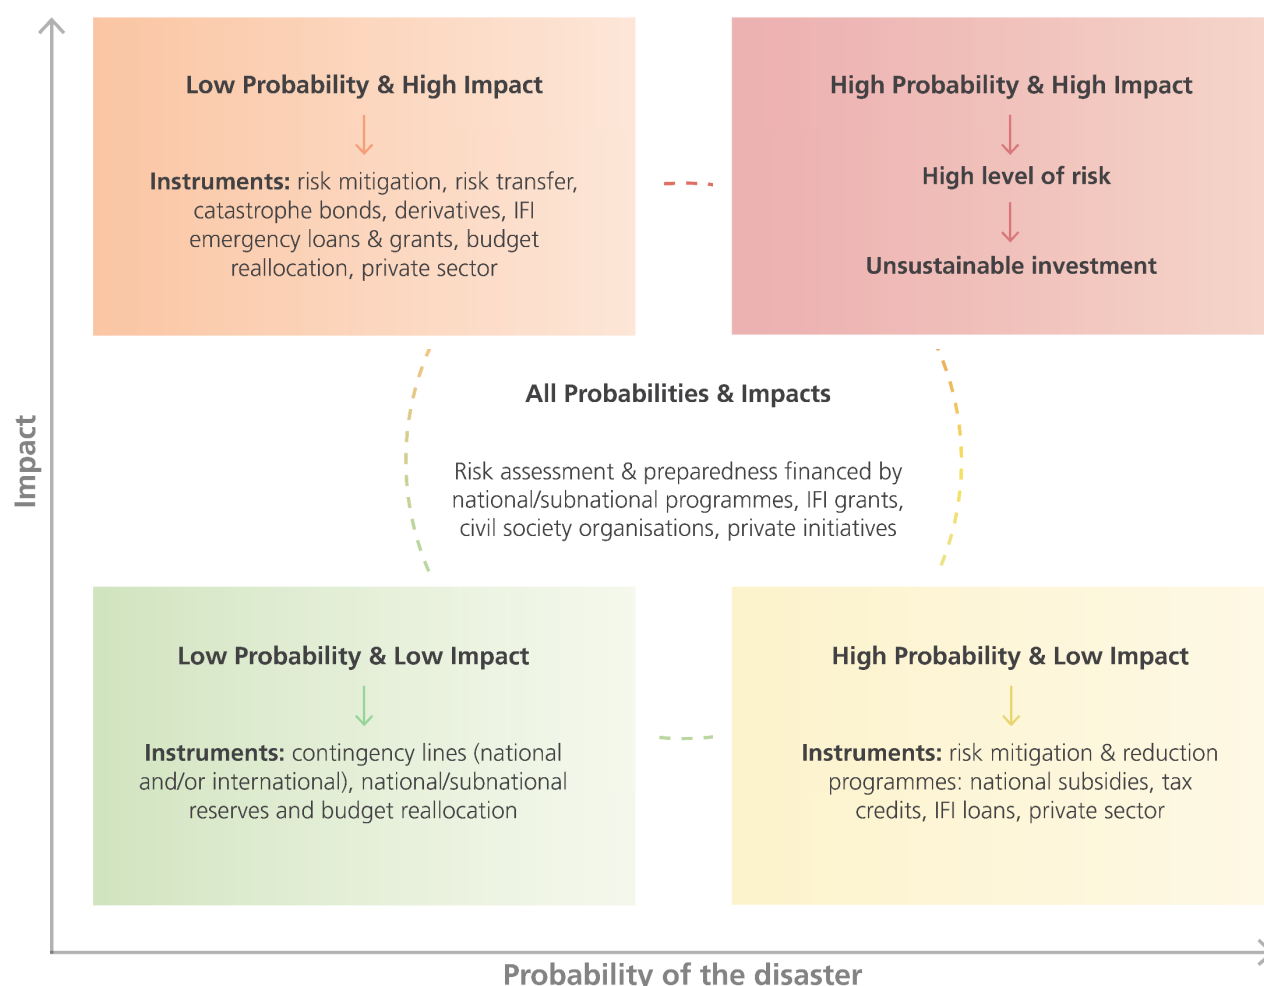 Low Probability & High Impact
Instruments: risk mitigation, risk transfer,
catastrophe bonds, derivatives, IFI
emergency loans & grants, budget
reallocation, private sector
High Probability & High Impact
High level of risk
Unsustainable investment
All Probabilities & Impacts
Risk assessment & preparedness financed by
national/subnational programmes, IFI grants,
civil society organisations, private initiatives
Impact
Low Probability & Low Impact
Instruments: contingency lines (national
and/or international), national/subnational
reserves and budget reallocation
High Probability & Low Impact
Instruments: risk mitigation & reduction
programmes: national subsidies, tax
credits, IFI loans, private sector
Probability of the disaster